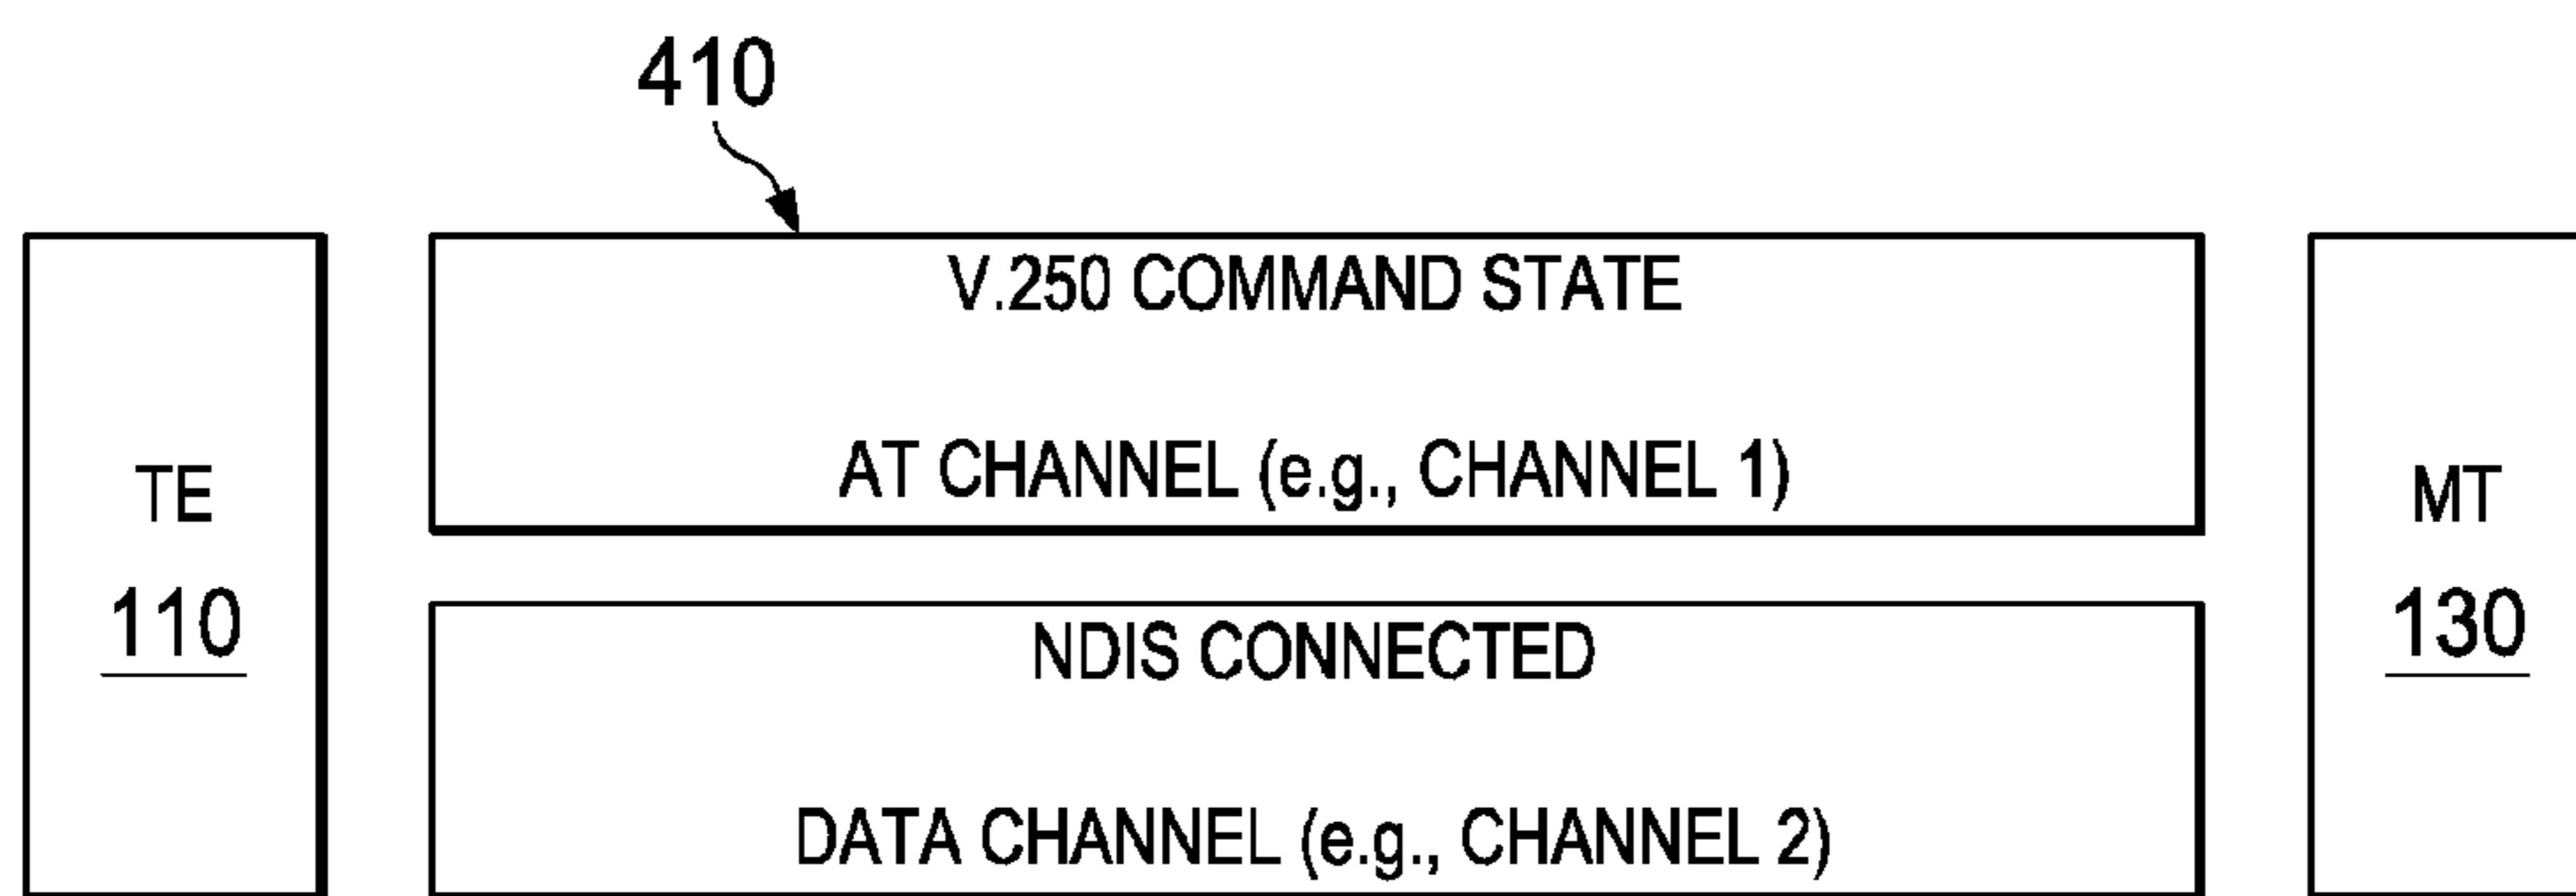 410
V.250 COMMAND STATE
AT CHANNEL (e.g., CHANNEL 1)
TE
110
MT
130
NDIS CONNECTED
DATA CHANNEL (e.g., CHANNEL 2)